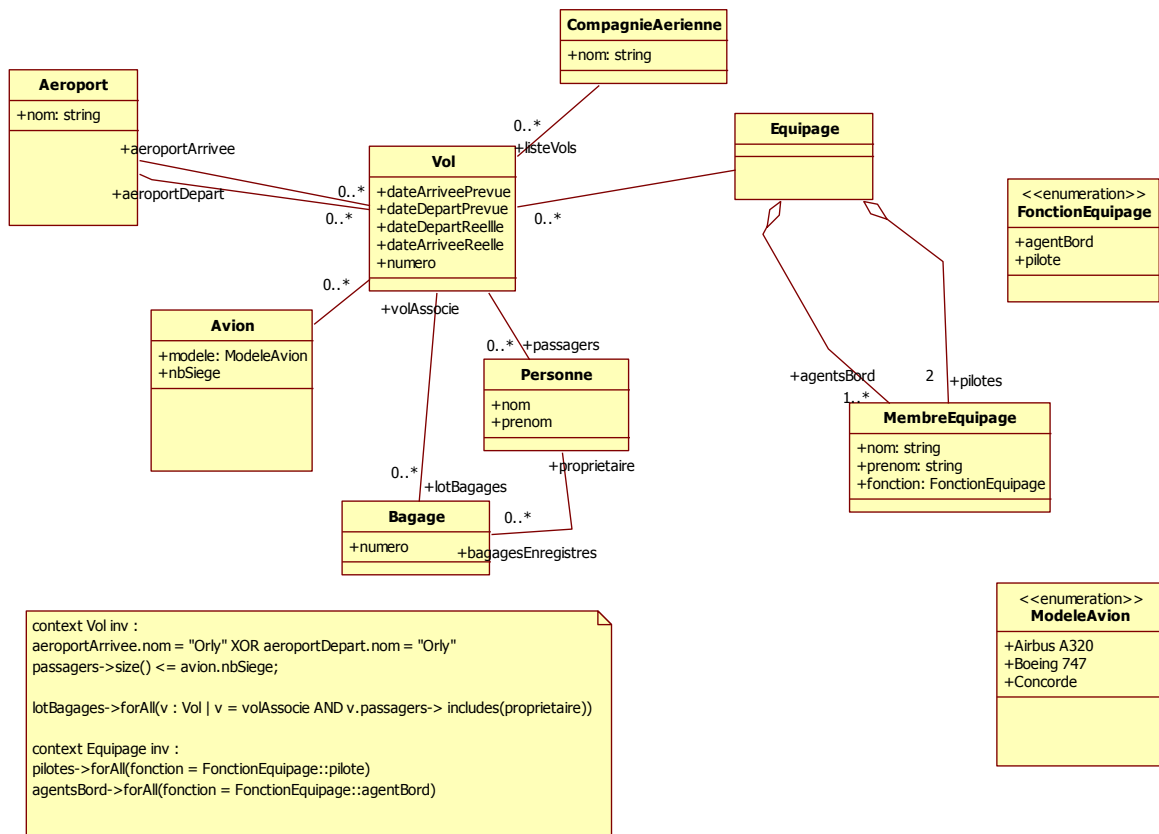 CompagnieAerienne
+nom: string
Aeroport
+nom: string
0..*
+listeVols
Equipage
+aeroportArrivee
+aeroportDepart
0..*
0..*
Vol
+dateArriveePrevue
+dateDepartPrevue
+dateDepartReellle
+dateArriveeReelle
+numero
0..*
<<enumeration>>
FonctionEquipage
+agentBord
+pilote
0..*
+volAssocie
Avion
+modele: ModeleAvion
+nbSiege
0..*
+passagers
Personne
+nom
+prenom
+agentsBord
1..*
2
+pilotes
MembreEquipage
+nom: string
+prenom: string
+fonction: FonctionEquipage
+proprietaire
0..*
+lotBagages
Bagage
+numero
0..*
+bagagesEnregistres
<<enumeration>>
ModeleAvion
+Airbus A320
+Boeing 747
+Concorde
context Vol inv :
aeroportArrivee.nom = "Orly" XOR aeroportDepart.nom = "Orly"
passagers->size() <= avion.nbSiege;
lotBagages->forAll(v : Vol | v = volAssocie AND v.passagers-> includes(proprietaire))
context Equipage inv :
pilotes->forAll(fonction = FonctionEquipage::pilote)
agentsBord->forAll(fonction = FonctionEquipage::agentBord)